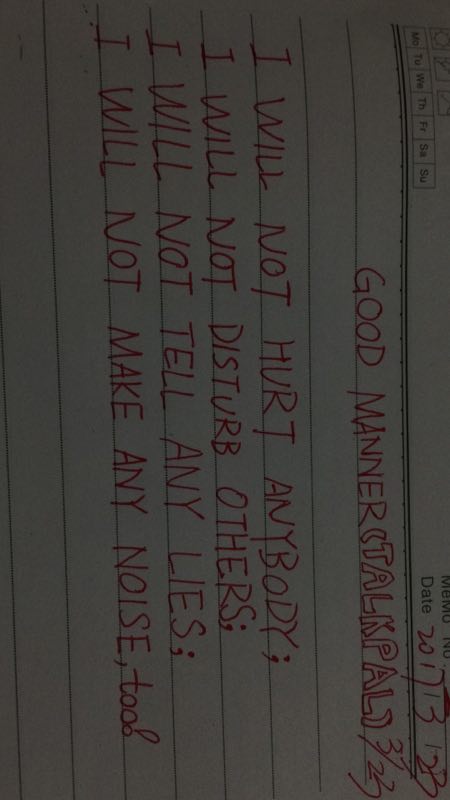 MeMo No.
Mo Tu We Th Fr Sa Su
Date 2017/3/23
GOOD MANNER(TALKPAL) 3/23
I WILL NOT HURT ANYBODY;
I WILL NOT DISTURB OTHERS;
I WILL NOT TELL ANY LIES;
I WILL NOT MAKE ANY NOISE, too!